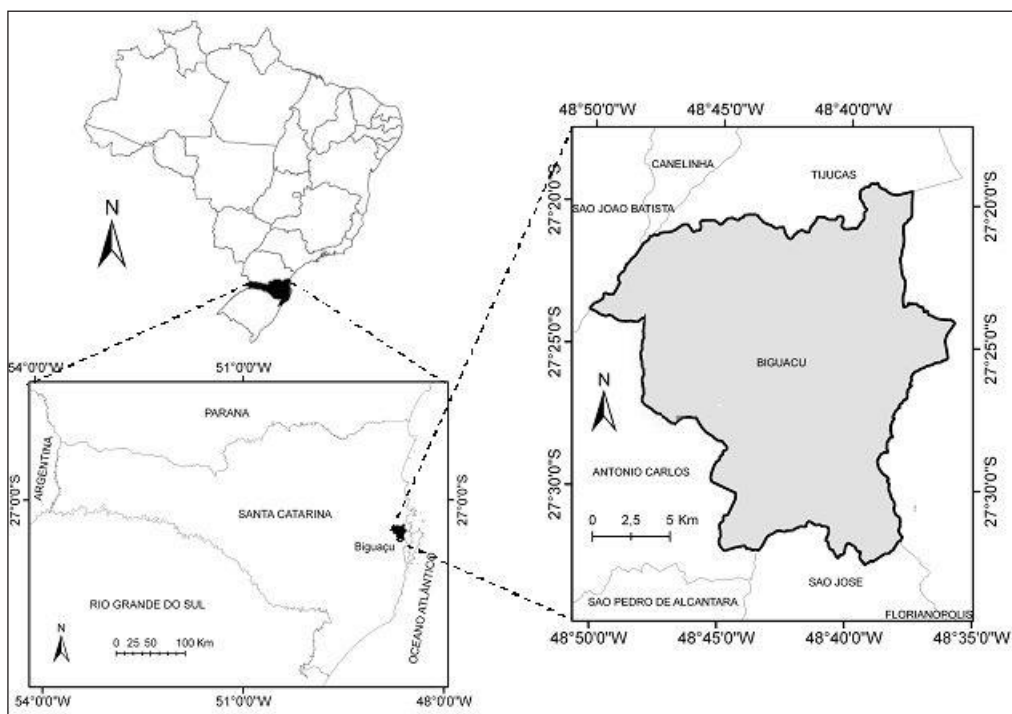 N
54°0'0"W
51°0'0"W
PARANA
ARGENTINA
27°0'0"S
27°0'0"S
SANTA CATARINA
Biguaçu
OCEANO ATLÂNTICO
RIO GRANDE DO SUL
N
0 25 50 100 Km
54°0'0"W
51°0'0"W
48°0'0"W
48°50'0"W
48°45'0"W
48°40'0"W
CANELINHA
TIJUCAS
27°20'0"S
SAO JOAO BATISTA
27°20'0"S
27°25'0"S
27°25'0"S
BIGUACU
N
ANTONIO CARLOS
27°30'0"S
27°30'0"S
0 2,5 5 Km
SAO JOSE
SAO PEDRO DE ALCANTARA
FLORIANÓPOLIS
48°50'0"W
48°45'0"W
48°40'0"W
48°35'0"W